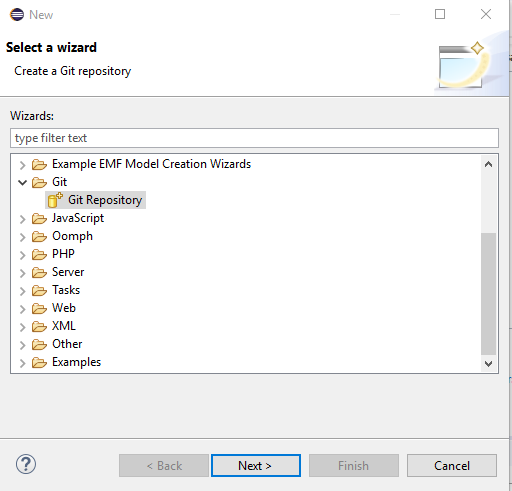 New
Select a wizard
Create a Git repository
Wizards:
type filter text
Example EMF Model Creation Wizards
Git
Git Repository
JavaScript
Oomph
PHP
Server
Tasks
Web
XML
Other
Examples
? < Back Next > Finish Cancel